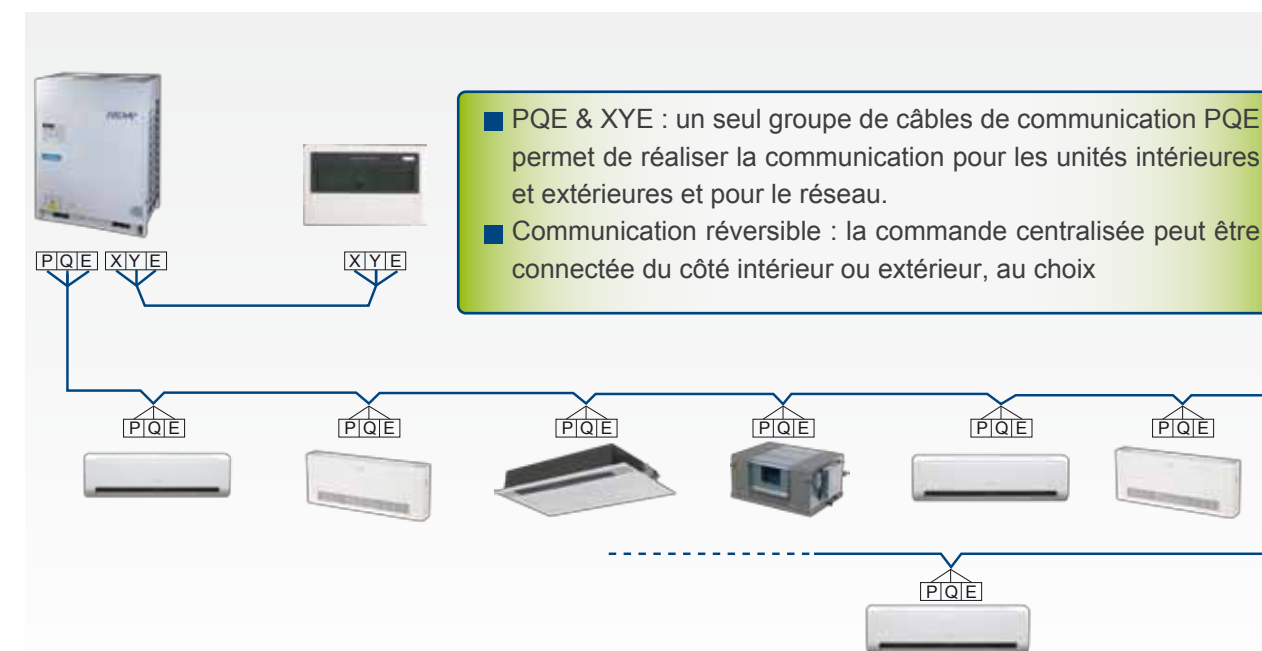 PQE & XYE : un seul groupe de câbles de communication PQE
permet de réaliser la communication pour les unités intérieures
et extérieures et pour le réseau.
Communication réversible : la commande centralisée peut être
connectée du côté intérieur ou extérieur, au choix
P Q E X Y E X Y E
P Q E P Q E P Q E P Q E P Q E P Q E
P Q E